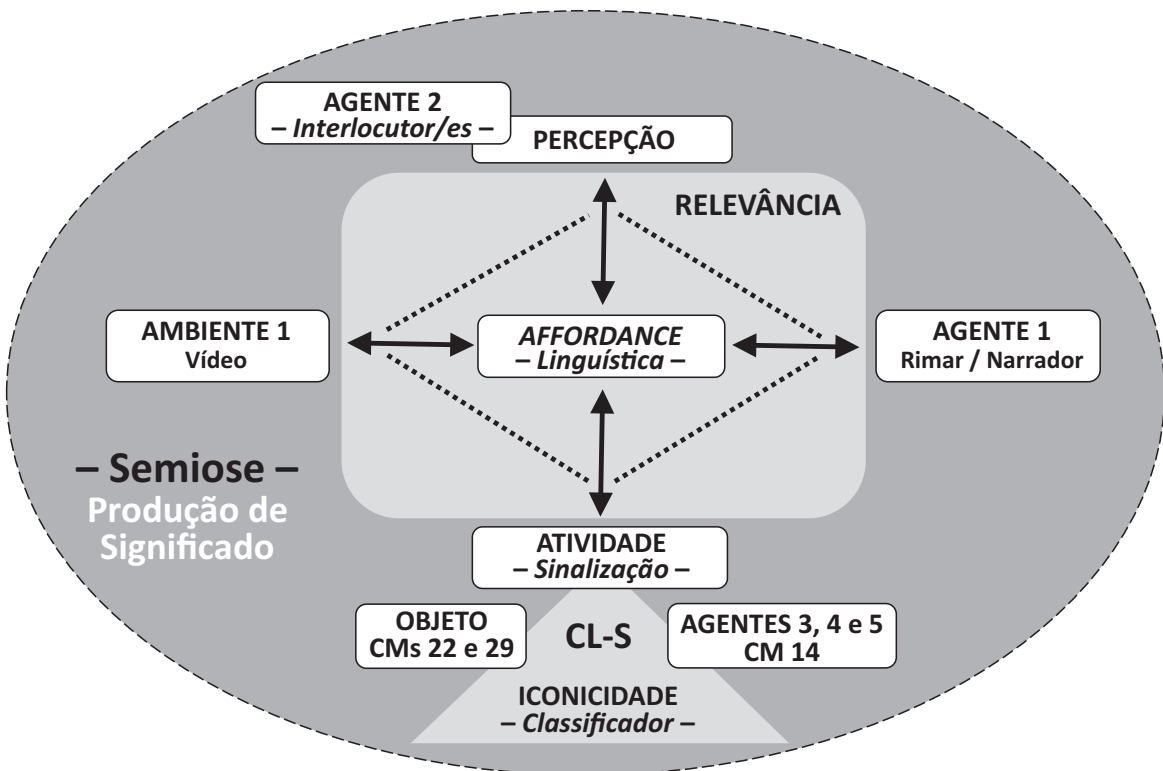 AGENTE 2
– Interlocutor/es –
PERCEPÇÃO
RELEVÂNCIA
AMBIENTE 1
Vídeo
AFFORDANCE
– Linguística –
AGENTE 1
Rimar / Narrador
– Semiose –
Produção de
Significado
ATIVIDADE
– Sinalização –
OBJETO
CMs 22 e 29
CL-S
AGENTES 3, 4 e 5
CM 14
ICONICIDADE
– Classificador –